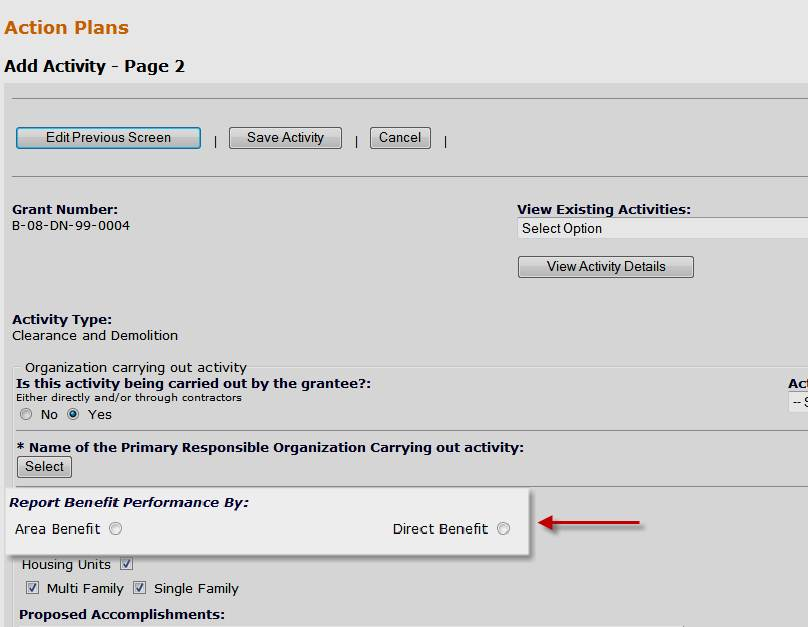 Action Plans
Add Activity - Page 2
Edit Previous Screen | Save Activity | Cancel |
Grant Number:
B-08-DN-99-0004
View Existing Activities:
Select Option
View Activity Details
Activity Type:
Clearance and Demolition
Organization carrying out activity
Is this activity being carried out by the grantee?:
Either directly and/or through contractors
No Yes
* Name of the Primary Responsible Organization Carrying out activity:
Select
Report Benefit Performance By:
Area Benefit Direct Benefit
Housing Units
Multi Family Single Family
Proposed Accomplishments: